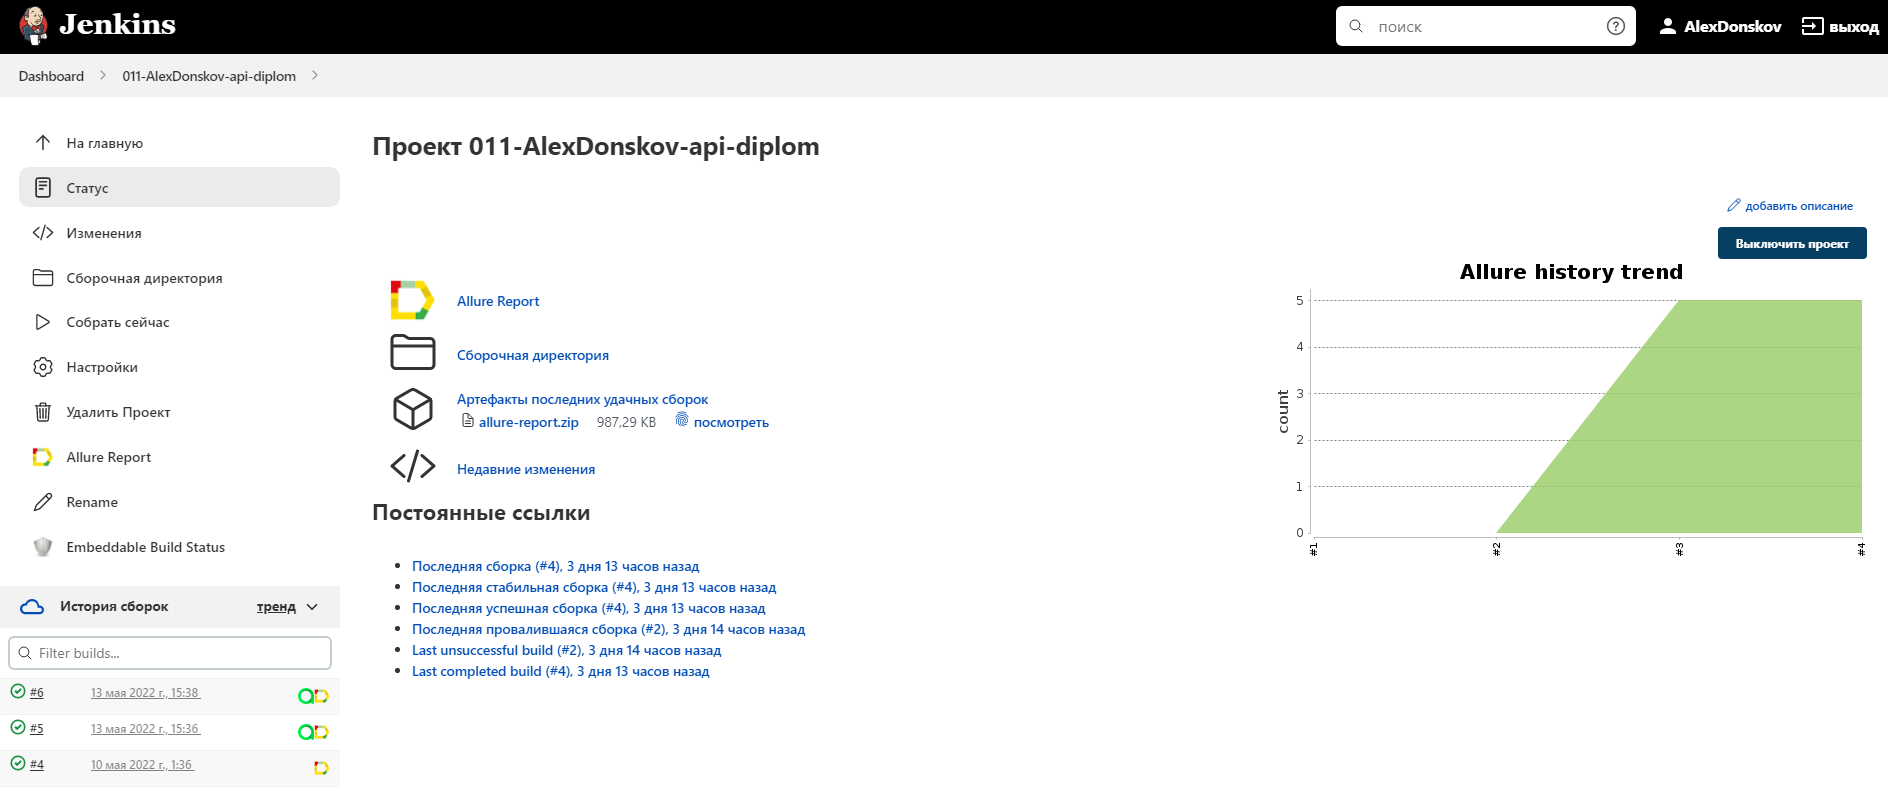 Jenkins
поиск
AlexDonskov
выход
Dashboard
011-AlexDonskov-api-diplom
На главную
Статус
Изменения
Сборочная директория
Собрать сейчас
Настройки
Удалить Проект
Allure Report
Rename
Embeddable Build Status
История сборок
тренд
Filter builds...
#6 13 мая 2022 г., 15:38
#5 13 мая 2022 г., 15:36
#4 10 мая 2022 г., 1:36
Проект 011-AlexDonskov-api-diplom
добавить описание
Выключить проект
Allure Report
Сборочная директория
Артефакты последних удачных сборок
allure-report.zip 987,29 KB посмотреть
Недавние изменения
Постоянные ссылки
Последняя сборка (#4), 3 дня 13 часов назад
Последняя стабильная сборка (#4), 3 дня 13 часов назад
Последняя успешная сборка (#4), 3 дня 13 часов назад
Последняя провалившаяся сборка (#2), 3 дня 14 часов назад
Last unsuccessful build (#2), 3 дня 14 часов назад
Last completed build (#4), 3 дня 13 часов назад
Allure history trend
count
5
4
3
2
1
0
#1 #2 #3 #4